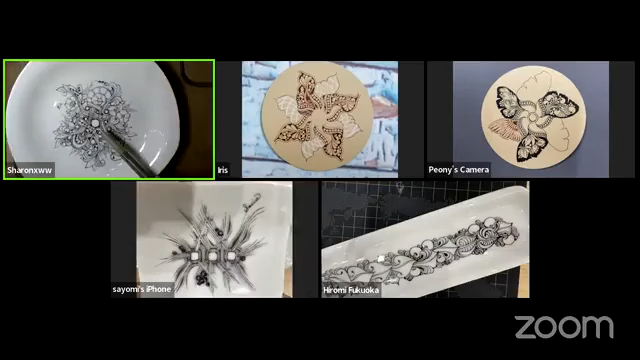 Sharonxww
Iris
Peony's Camera
sayomi's iPhone
Hiromi Fukuoka
zoom